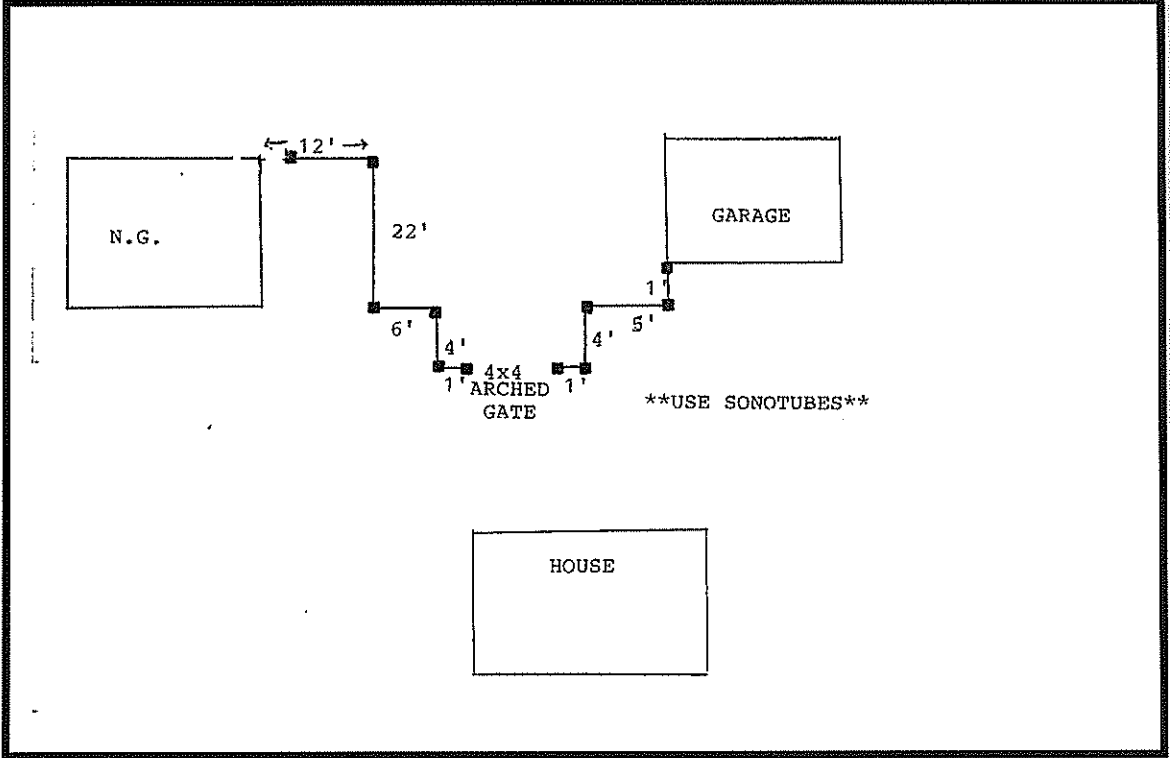 12'
GARAGE
22'
N.G.
1'
6'
5'
4'
4'
1'
4x4
1'
ARCHED
GATE
**USE SONOTUBES**
HOUSE